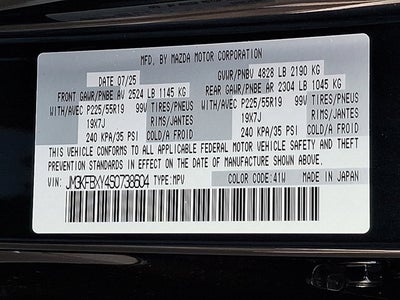 MFD. BY MAZDA MOTOR CORPORATION
DATE 07/25 GVWR/PNBV 4828 LB 2190 KG
FRONT GAWR/PNBE AV 2524 LB 1145 KG REAR GAWR/PNBE AR 2304 LB 1045 KG
WITH/AVEC P225/55R19 99V TIRES/PNEUS WITH/AVEC P225/55R19 99V TIRES/PNEUS
19X7J RIMS/JANTES 19X7J RIMS/JANTES
240 KPA/35 PSI COLD/FROID 240 KPA/35 PSI COLD/FROID
THIS VEHICLE CONFORMS TO ALL APPLICABLE FEDERAL MOTOR VEHICLE SAFETY AND THEFT
PREVENTION STANDARDS IN EFFECT ON THE DATE OF MANUFACTURE SHOWN ABOVE.
VIN: JM3KFBXY4S0738604 TYPE:MPV COLOR CODE:41W MADE IN JAPAN